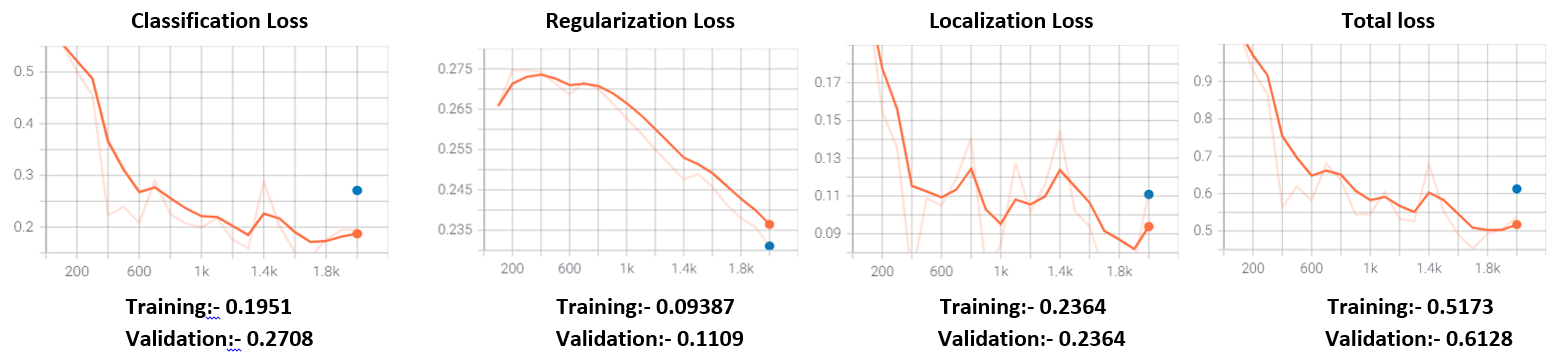 Classification Loss
0.5
0.4
0.3
0.2
200 600 1k 1.4k 1.8k
Training:- 0.1951
Validation:- 0.2708
Regularization Loss
0.275
0.265
0.255
0.245
0.235
200 600 1k 1.4k 1.8k
Training:- 0.09387
Validation:- 0.1109
Localization Loss
0.17
0.15
0.13
0.11
0.09
200 600 1k 1.4k 1.8k
Training:- 0.2364
Validation:- 0.2364
Total loss
0.9
0.8
0.7
0.6
0.5
200 600 1k 1.4k 1.8k
Training:- 0.5173
Validation:- 0.6128